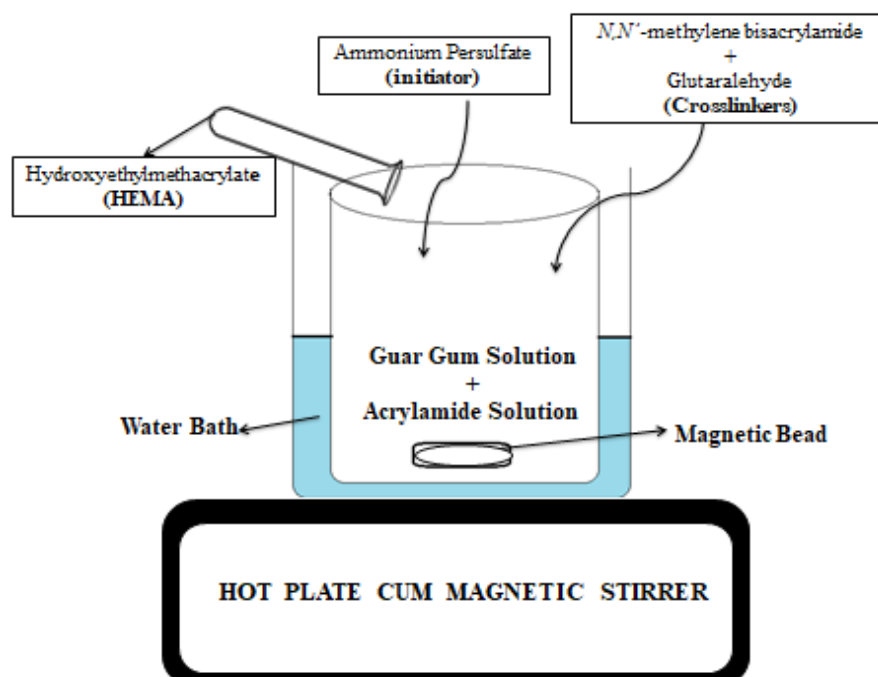 Ammonium Persulfate
(initiator)
N,N´-methylene bisacrylamide
+
Glutaralehyde
(Crosslinkers)
Hydroxyethylmethacrylate
(HEMA)
Guar Gum Solution
+
Acrylamide Solution
Water Bath
Magnetic Bead
HOT PLATE CUM MAGNETIC STIRRER